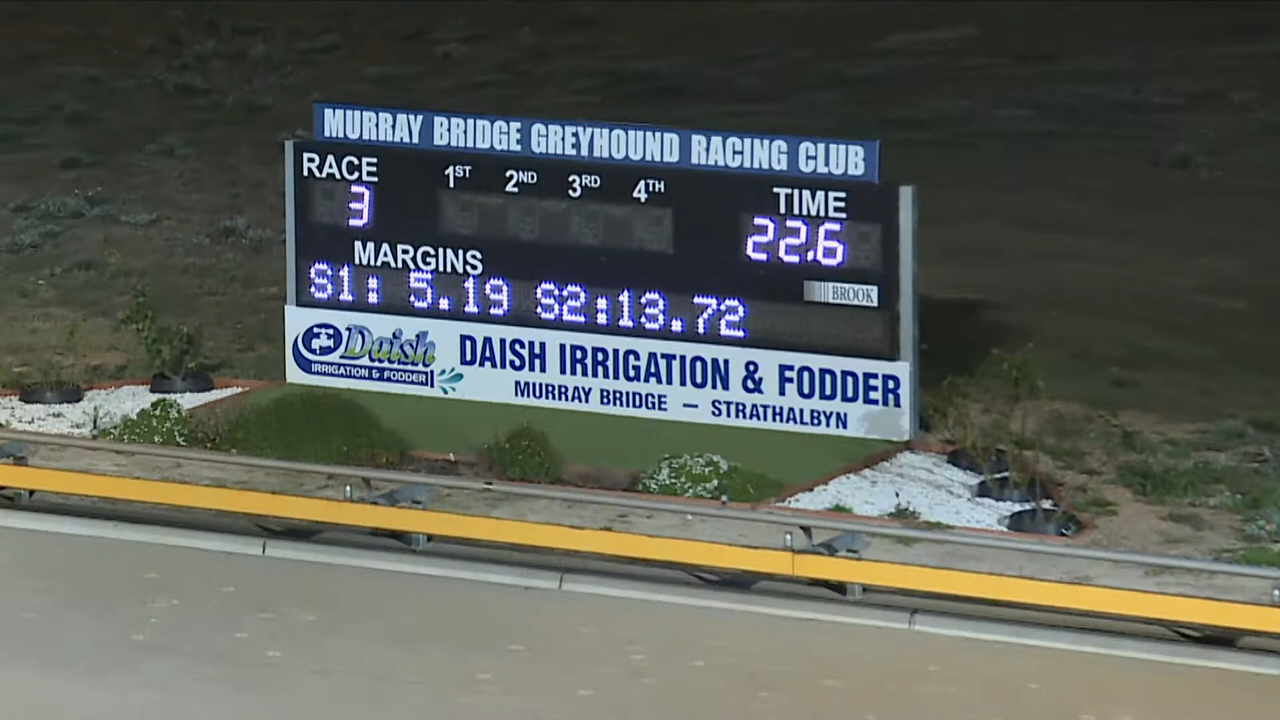 MURRAY BRIDGE GREYHOUND RACING CLUB
RACE 1ST 2ND 3RD 4TH TIME
3 22.6
MARGINS
S1: 5.19 S2:13.72
BROOK
Daish
IRRIGATION & FODDER
DAISH IRRIGATION & FODDER
MURRAY BRIDGE – STRATHALBYN